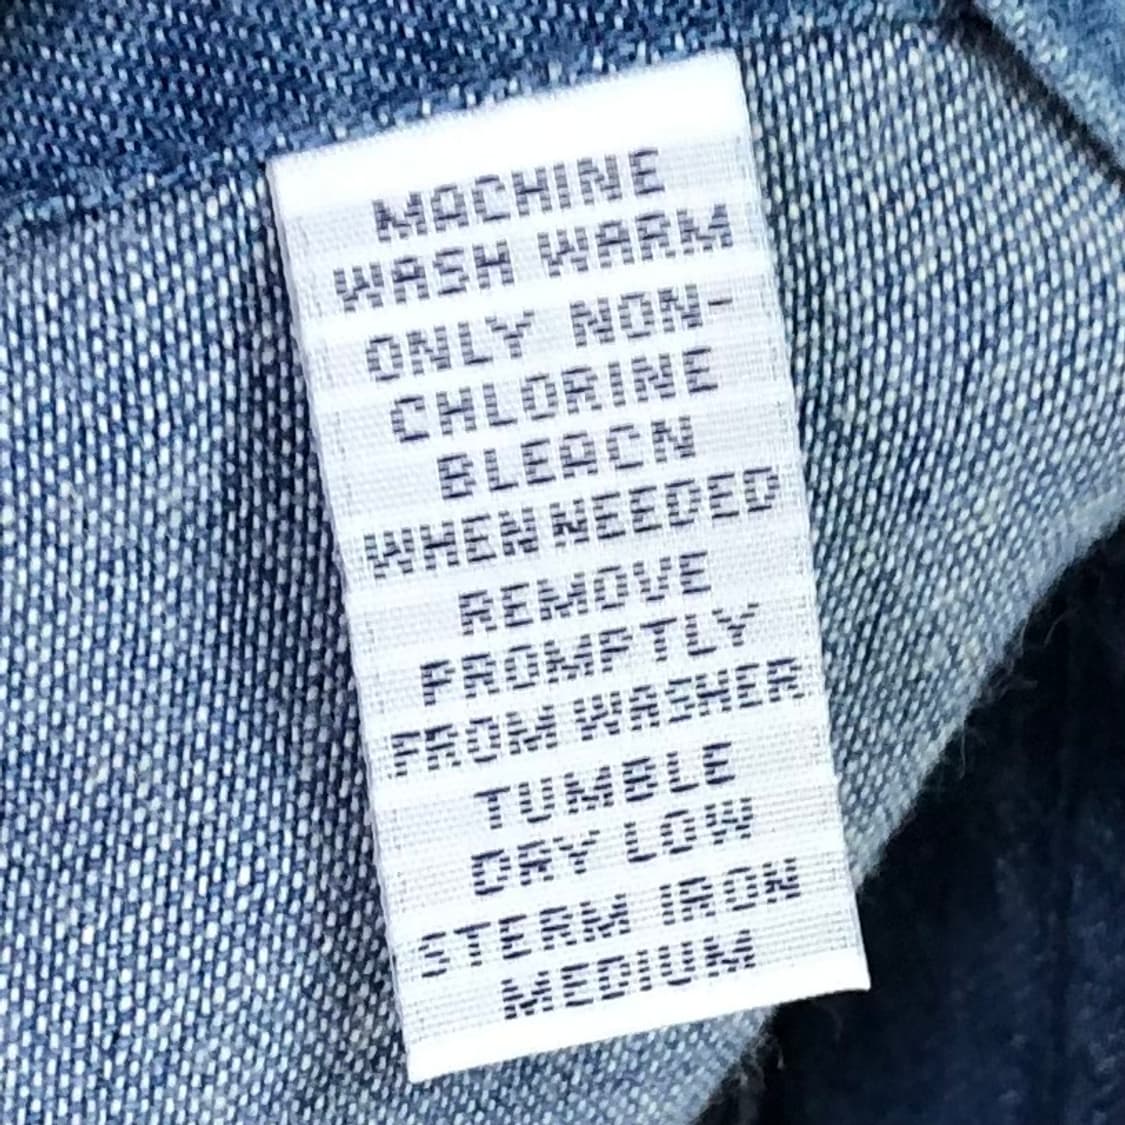 MACHINE
WASH WARM
ONLY NON-
CHLORINE
BLEACN
WHEN NEEDED
REMOVE
PROMPTLY
FROM WASHER
TUMBLE
DRY LOW
STERM IRON
MEDIUM